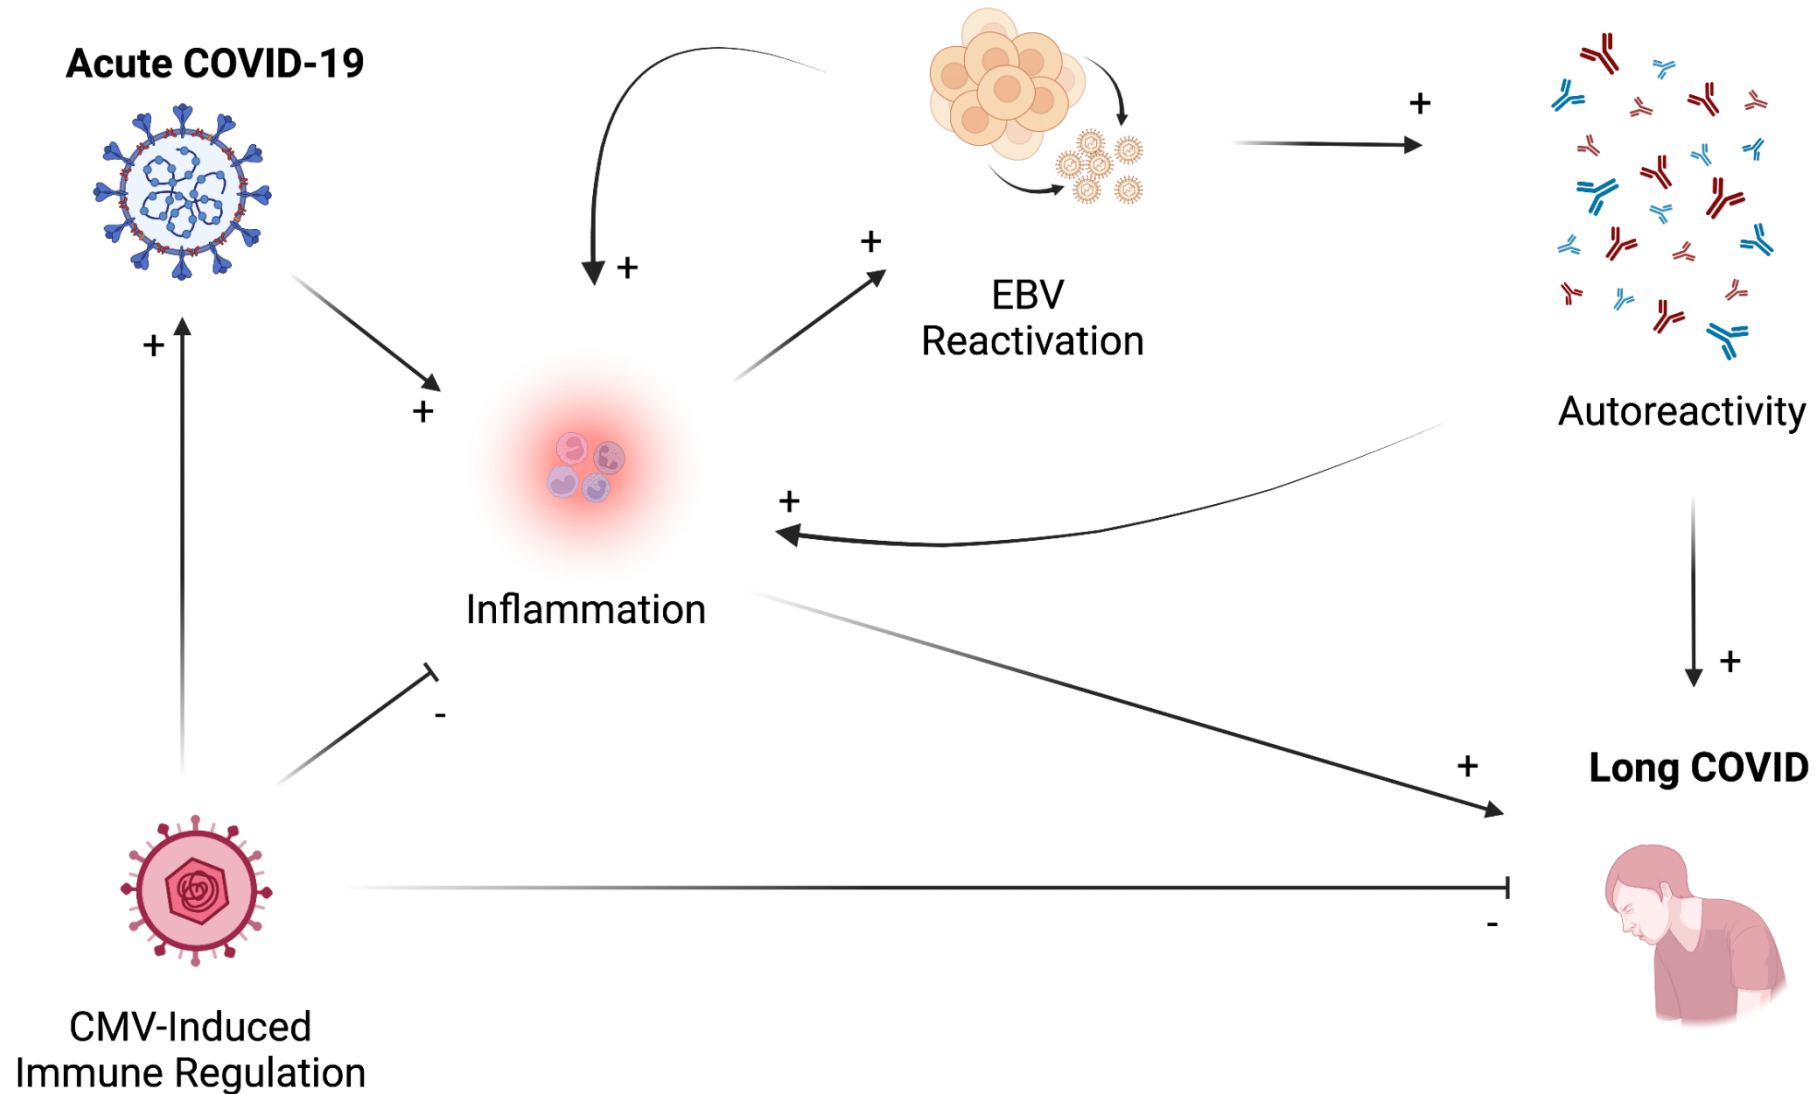 Acute COVID-19
+
+
+
+
EBV
Reactivation
+
Autoreactivity
+
Inflammation
+
-
+
Long COVID
-
CMV-Induced
Immune Regulation